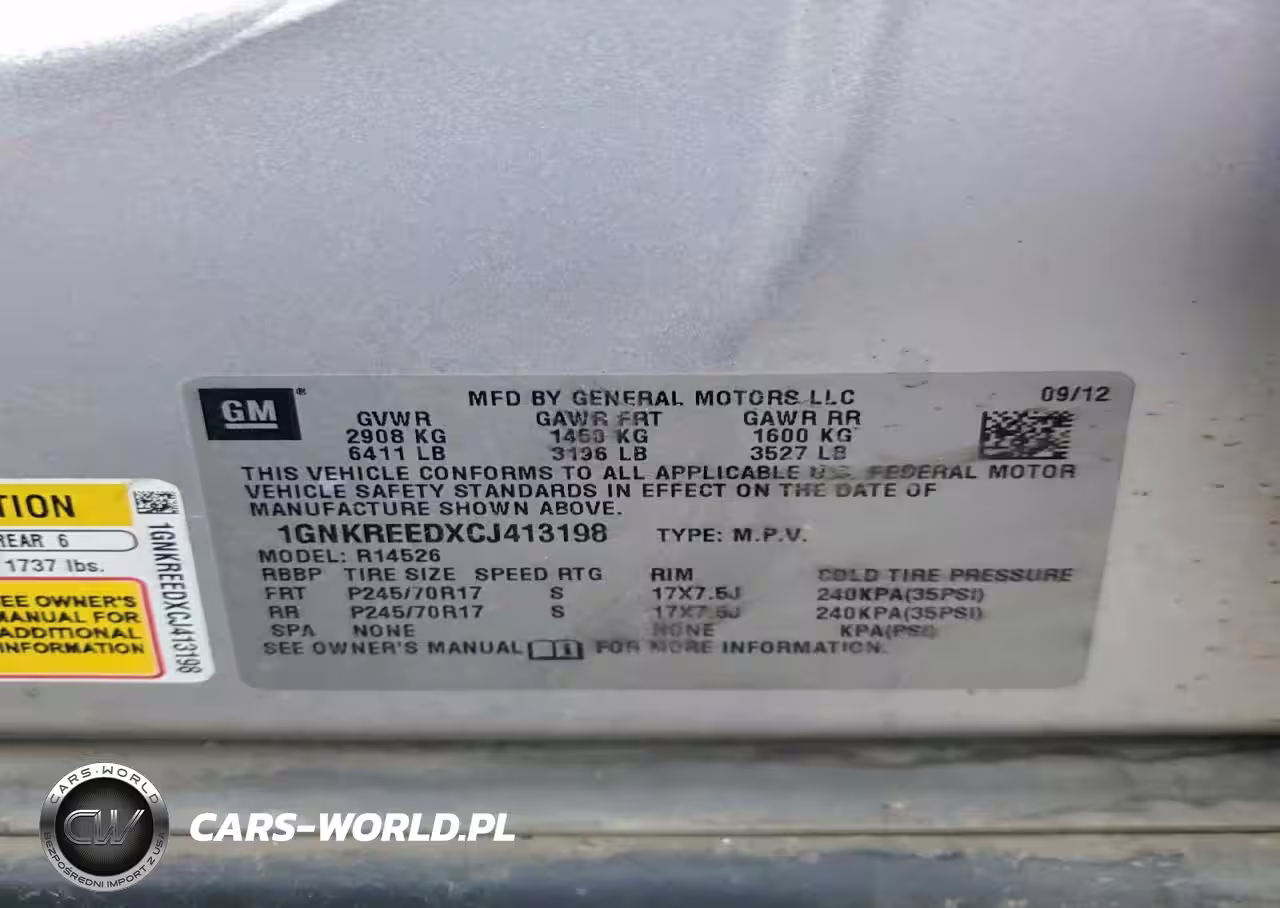 GM ®
MFD BY GENERAL MOTORS LLC 09/12
GVWR GAWR FRT GAWR RR
2908 KG 1450 KG 1600 KG
6411 LB 3196 LB 3527 LB
THIS VEHICLE CONFORMS TO ALL APPLICABLE U.S. FEDERAL MOTOR
VEHICLE SAFETY STANDARDS IN EFFECT ON THE DATE OF
MANUFACTURE SHOWN ABOVE.
1GNKREEDXCJ413198 TYPE: M.P.V.
MODEL: R14526
RBBP TIRE SIZE SPEED RTG RIM COLD TIRE PRESSURE
FRT P245/70R17 S 17X7.5J 240KPA(35PSI)
RR P245/70R17 S 17X7.5J 240KPA(35PSI)
SPA NONE NONE KPA(PSI)
SEE OWNER'S MANUAL FOR MORE INFORMATION.
TION
REAR 6
1737 lbs.
EE OWNER'S
MANUAL FOR
ADDITIONAL
INFORMATION
1GNKREEDXCJ413198
CARS-WORLD
CW
BEZPOŚREDNI IMPORT Z USA
CARS-WORLD.PL